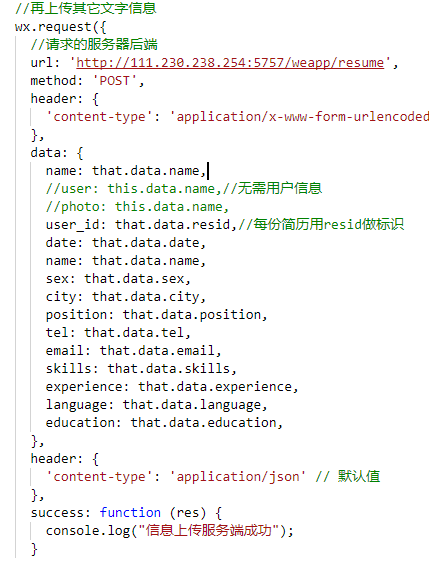 //再上传其它文字信息
wx.request({
//请求的服务器后端
url: 'http://111.230.238.254:5757/weapp/resume',
method: 'POST',
header: {
'content-type': 'application/x-www-form-urlencoded
},
data: {
name: that.data.name,
//user: this.data.name,//无需用户信息
//photo: this.data.name,
user_id: that.data.resid,//每份简历用resid做标识
date: that.data.date,
name: that.data.name,
sex: that.data.sex,
city: that.data.city,
position: that.data.position,
tel: that.data.tel,
email: that.data.email,
skills: that.data.skills,
experience: that.data.experience,
language: that.data.language,
education: that.data.education,
},
header: {
'content-type': 'application/json' // 默认值
},
success: function (res) {
console.log("信息上传服务端成功");
}